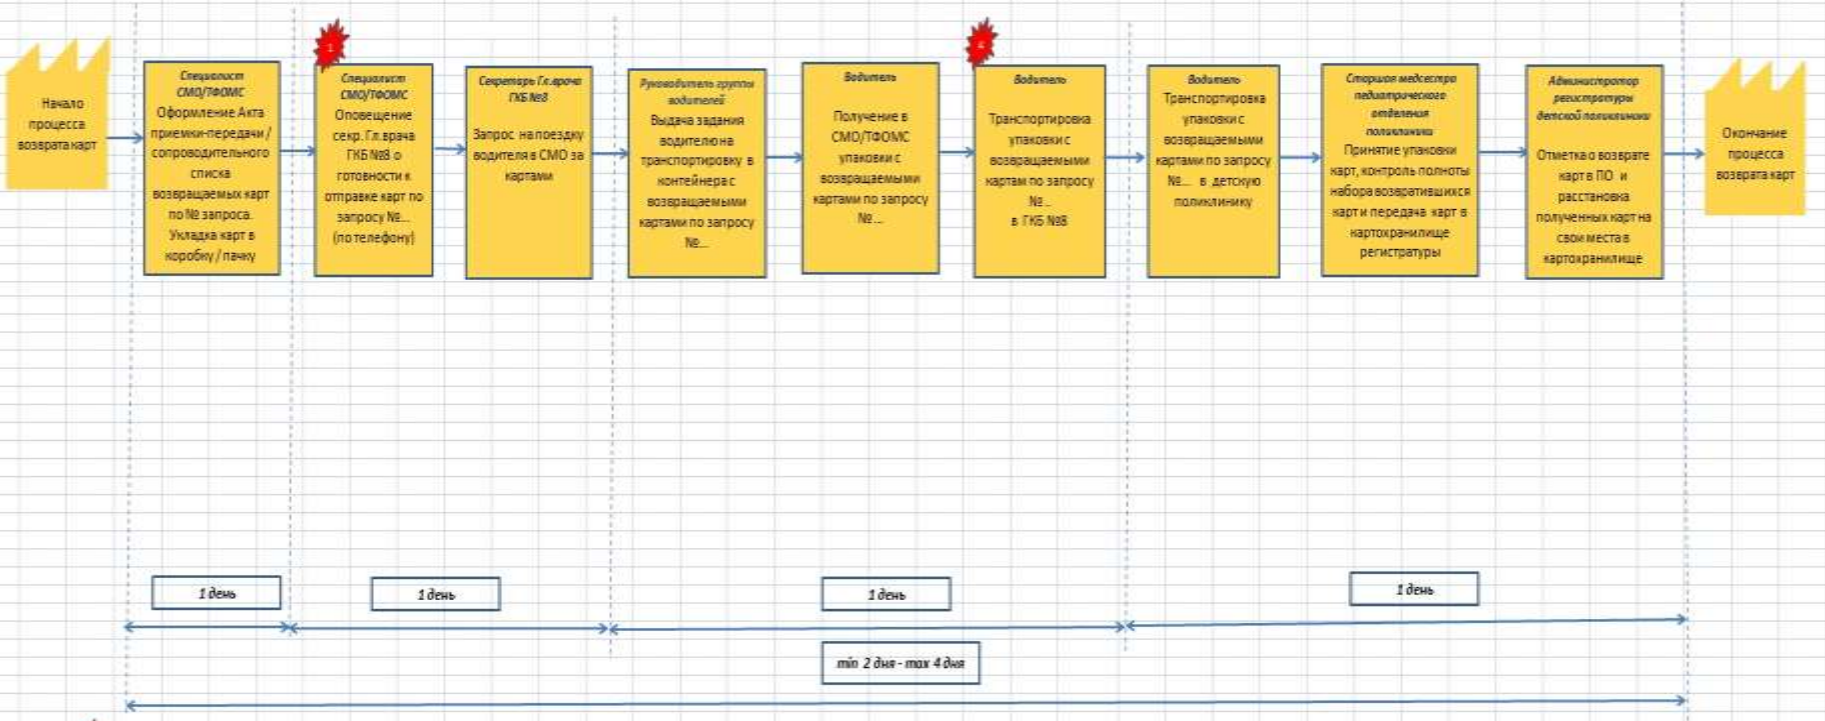 Начало
процесса
возврата карт
Специалист
СМО/ТФОМС
Оформление Акта
приемки-передачи /
сопроводительного
списка
возвращаемых карт
по № запроса.
Укладка карт в
коробку / пачку
1
Специалист
СМО/ТФОМС
Оповещение
секр. Гл.врача
ГКБ №8 о
готовности к
отправке карт по
запросу №...
(по телефону)
Секретарь Гл.врача
ГКБ №8
Запрос на поездку
водителя в СМО за
картами
Руководитель группы
водителей
Выдача задания
водителю на
транспортировку в
контейнера с
возвращаемыми
картами по запросу
№...
Водитель
Получение в
СМО/ТФОМС
упаковки с
возвращаемыми
картами по запросу
№...
Водитель
Транспортировка
упаковки с
возвращаемыми
картам по запросу
№...
в ГКБ №8
Водитель
Транспортировка
упаковки с
возвращаемыми
картами по запросу
№... в детскую
поликлинику
Старшая медсестра
педиатрического
отделения
поликлиники
Принятие упаковки
карт, контроль полноты
набора возвратившихся
карт и передача карт в
картохранилище
регистратуры
Администратор
регистратуры
детской поликлиники
Отметка о возврате
карт в ПО и
расстановка
полученных карт на
свои места в
картохранилище
Окончание
процесса
возврата карт
1 день
1 день
1 день
1 день
min 2 дня - max 4 дня